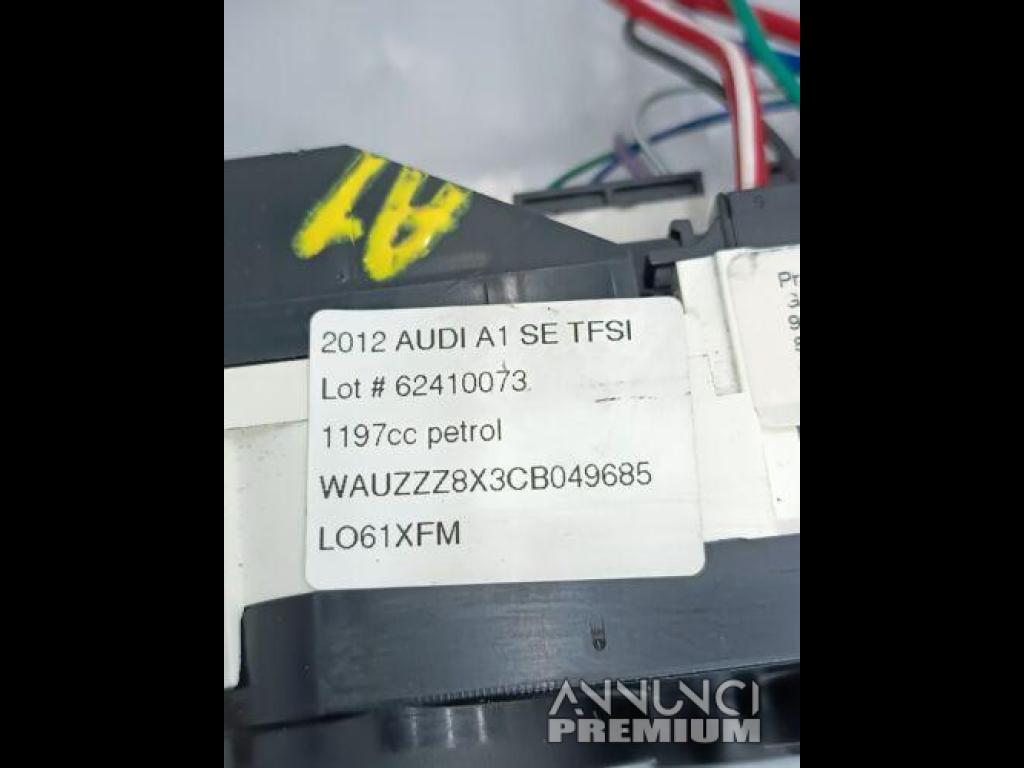 A1
2012 AUDI A1 SE TFSI
Lot # 62410073
1197cc petrol
WAUZZZ8X3CB049685
LO61XFM
ANNUNCI
PREMIUM